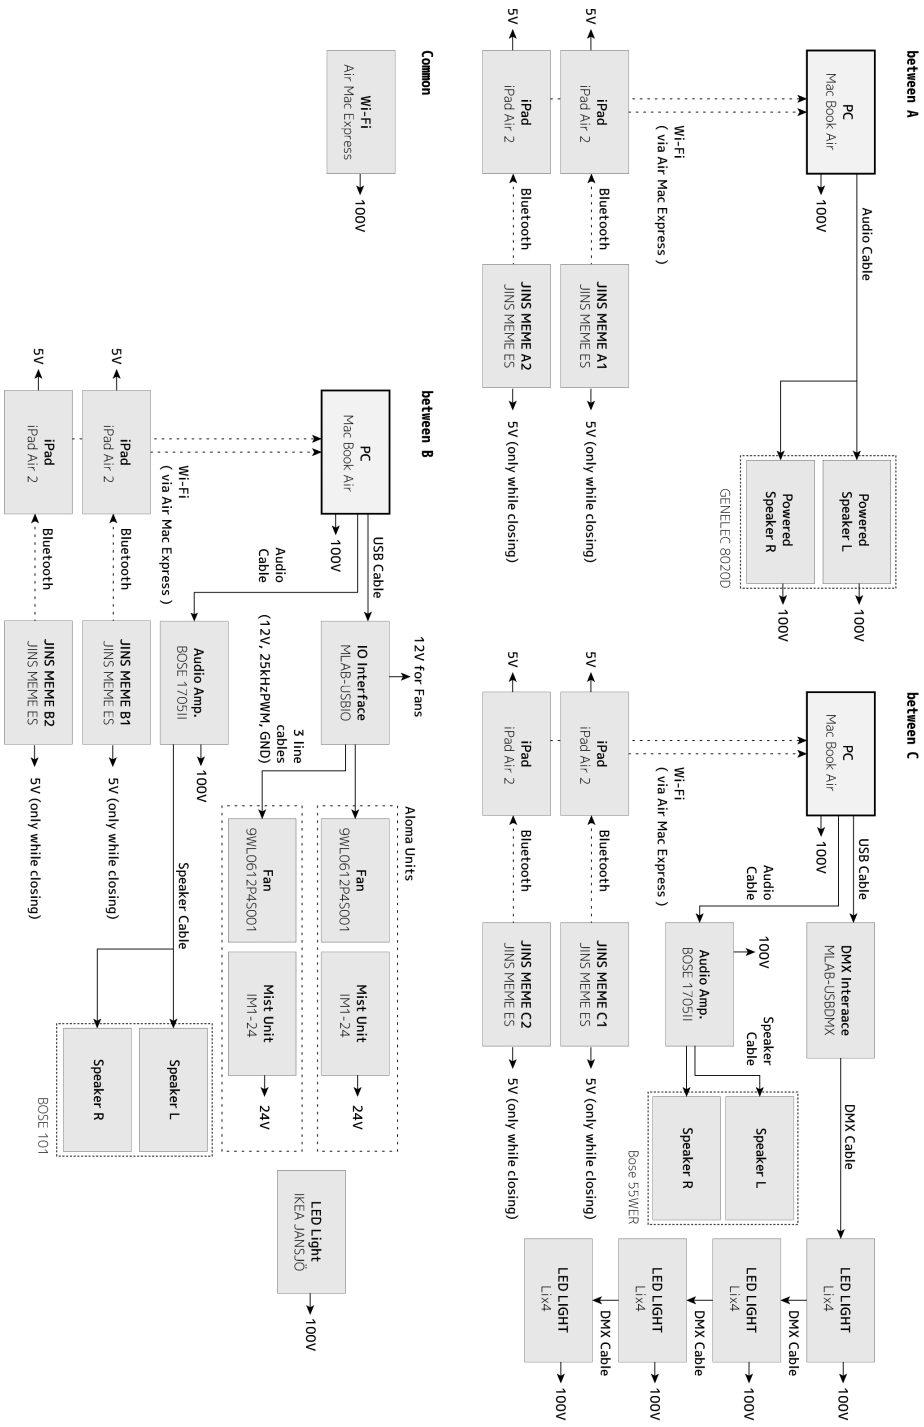 between A
PC
Mac Book Air
100V
Audio Cable
Powered
Speaker L
100V
Powered
Speaker R
100V
GENELEC 8020D
Wi-Fi
( via Air Mac Express )
5V
iPad
iPad Air 2
Bluetooth
JINS MEME A1
JINS MEME ES
5V (only while closing)
5V
iPad
iPad Air 2
Bluetooth
JINS MEME A2
JINS MEME ES
5V (only while closing)
between C
PC
Mac Book Air
100V
USB Cable
DMX Interaace
MLAB-USBDMX
DMX Cable
LED LIGHT
Lix4
100V
DMX Cable
LED LIGHT
Lix4
100V
DMX Cable
LED LIGHT
Lix4
100V
DMX Cable
LED LIGHT
Lix4
100V
Audio
Cable
100V
Audio Amp.
BOSE 1705II
Speaker
Cable
Speaker L
Speaker R
Bose 55WER
Wi-Fi
( via Air Mac Express )
5V
iPad
iPad Air 2
Bluetooth
JINS MEME C1
JINS MEME ES
5V (only while closing)
5V
iPad
iPad Air 2
Bluetooth
JINS MEME C2
JINS MEME ES
5V (only while closing)
Common
Wi-Fi
Air Mac Express
100V
between B
PC
Mac Book Air
100V
USB Cable
12V for Fans
IO Interface
MLAB-USBIO
3 line
cables
(12V, 25kHzPWM, GND)
Aloma Units
Fan
9WL0612P4S001
Mist Unit
IM1-24
24V
Fan
9WL0612P4S001
Mist Unit
IM1-24
24V
LED Light
IKEA JANSJÖ
100V
Audio
Cable
Audio Amp.
BOSE 1705II
100V
Speaker Cable
Speaker L
Speaker R
BOSE 101
Wi-Fi
( via Air Mac Express )
5V
iPad
iPad Air 2
Bluetooth
JINS MEME B1
JINS MEME ES
5V (only while closing)
5V
iPad
iPad Air 2
Bluetooth
JINS MEME B2
JINS MEME ES
5V (only while closing)